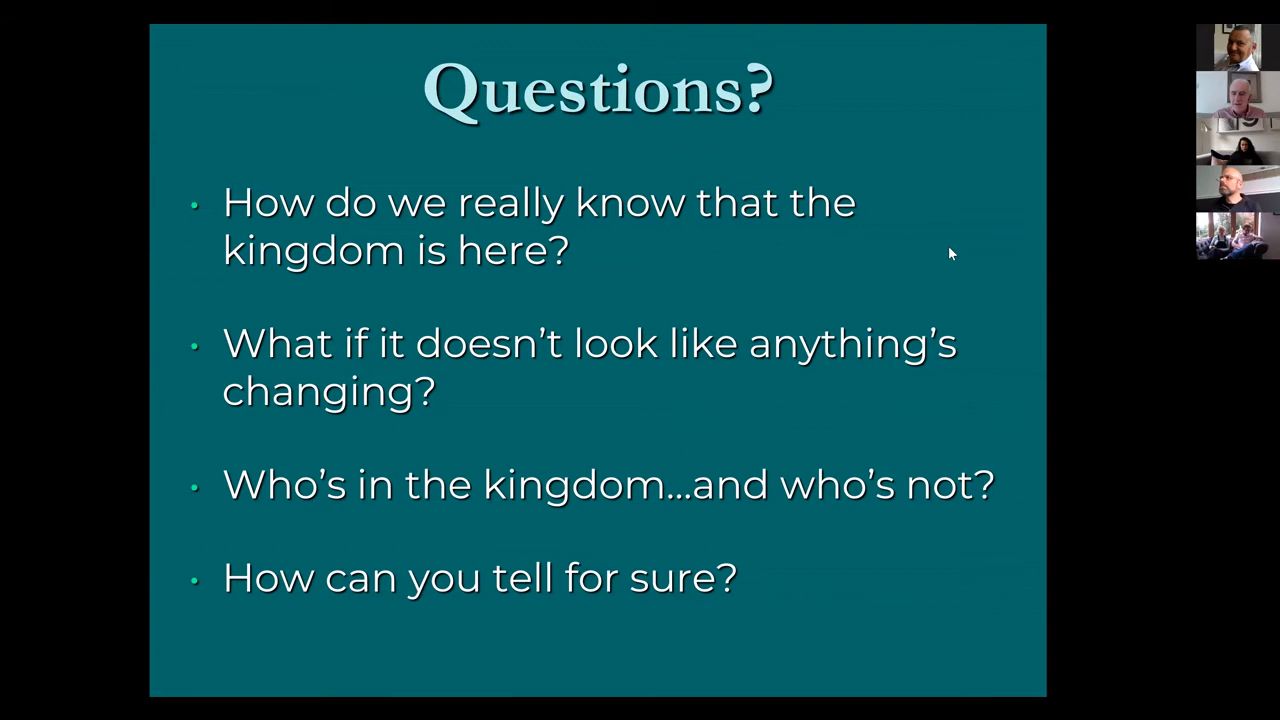 Questions?
• How do we really know that the
kingdom is here?
• What if it doesn’t look like anything’s
changing?
• Who’s in the kingdom...and who’s not?
• How can you tell for sure?